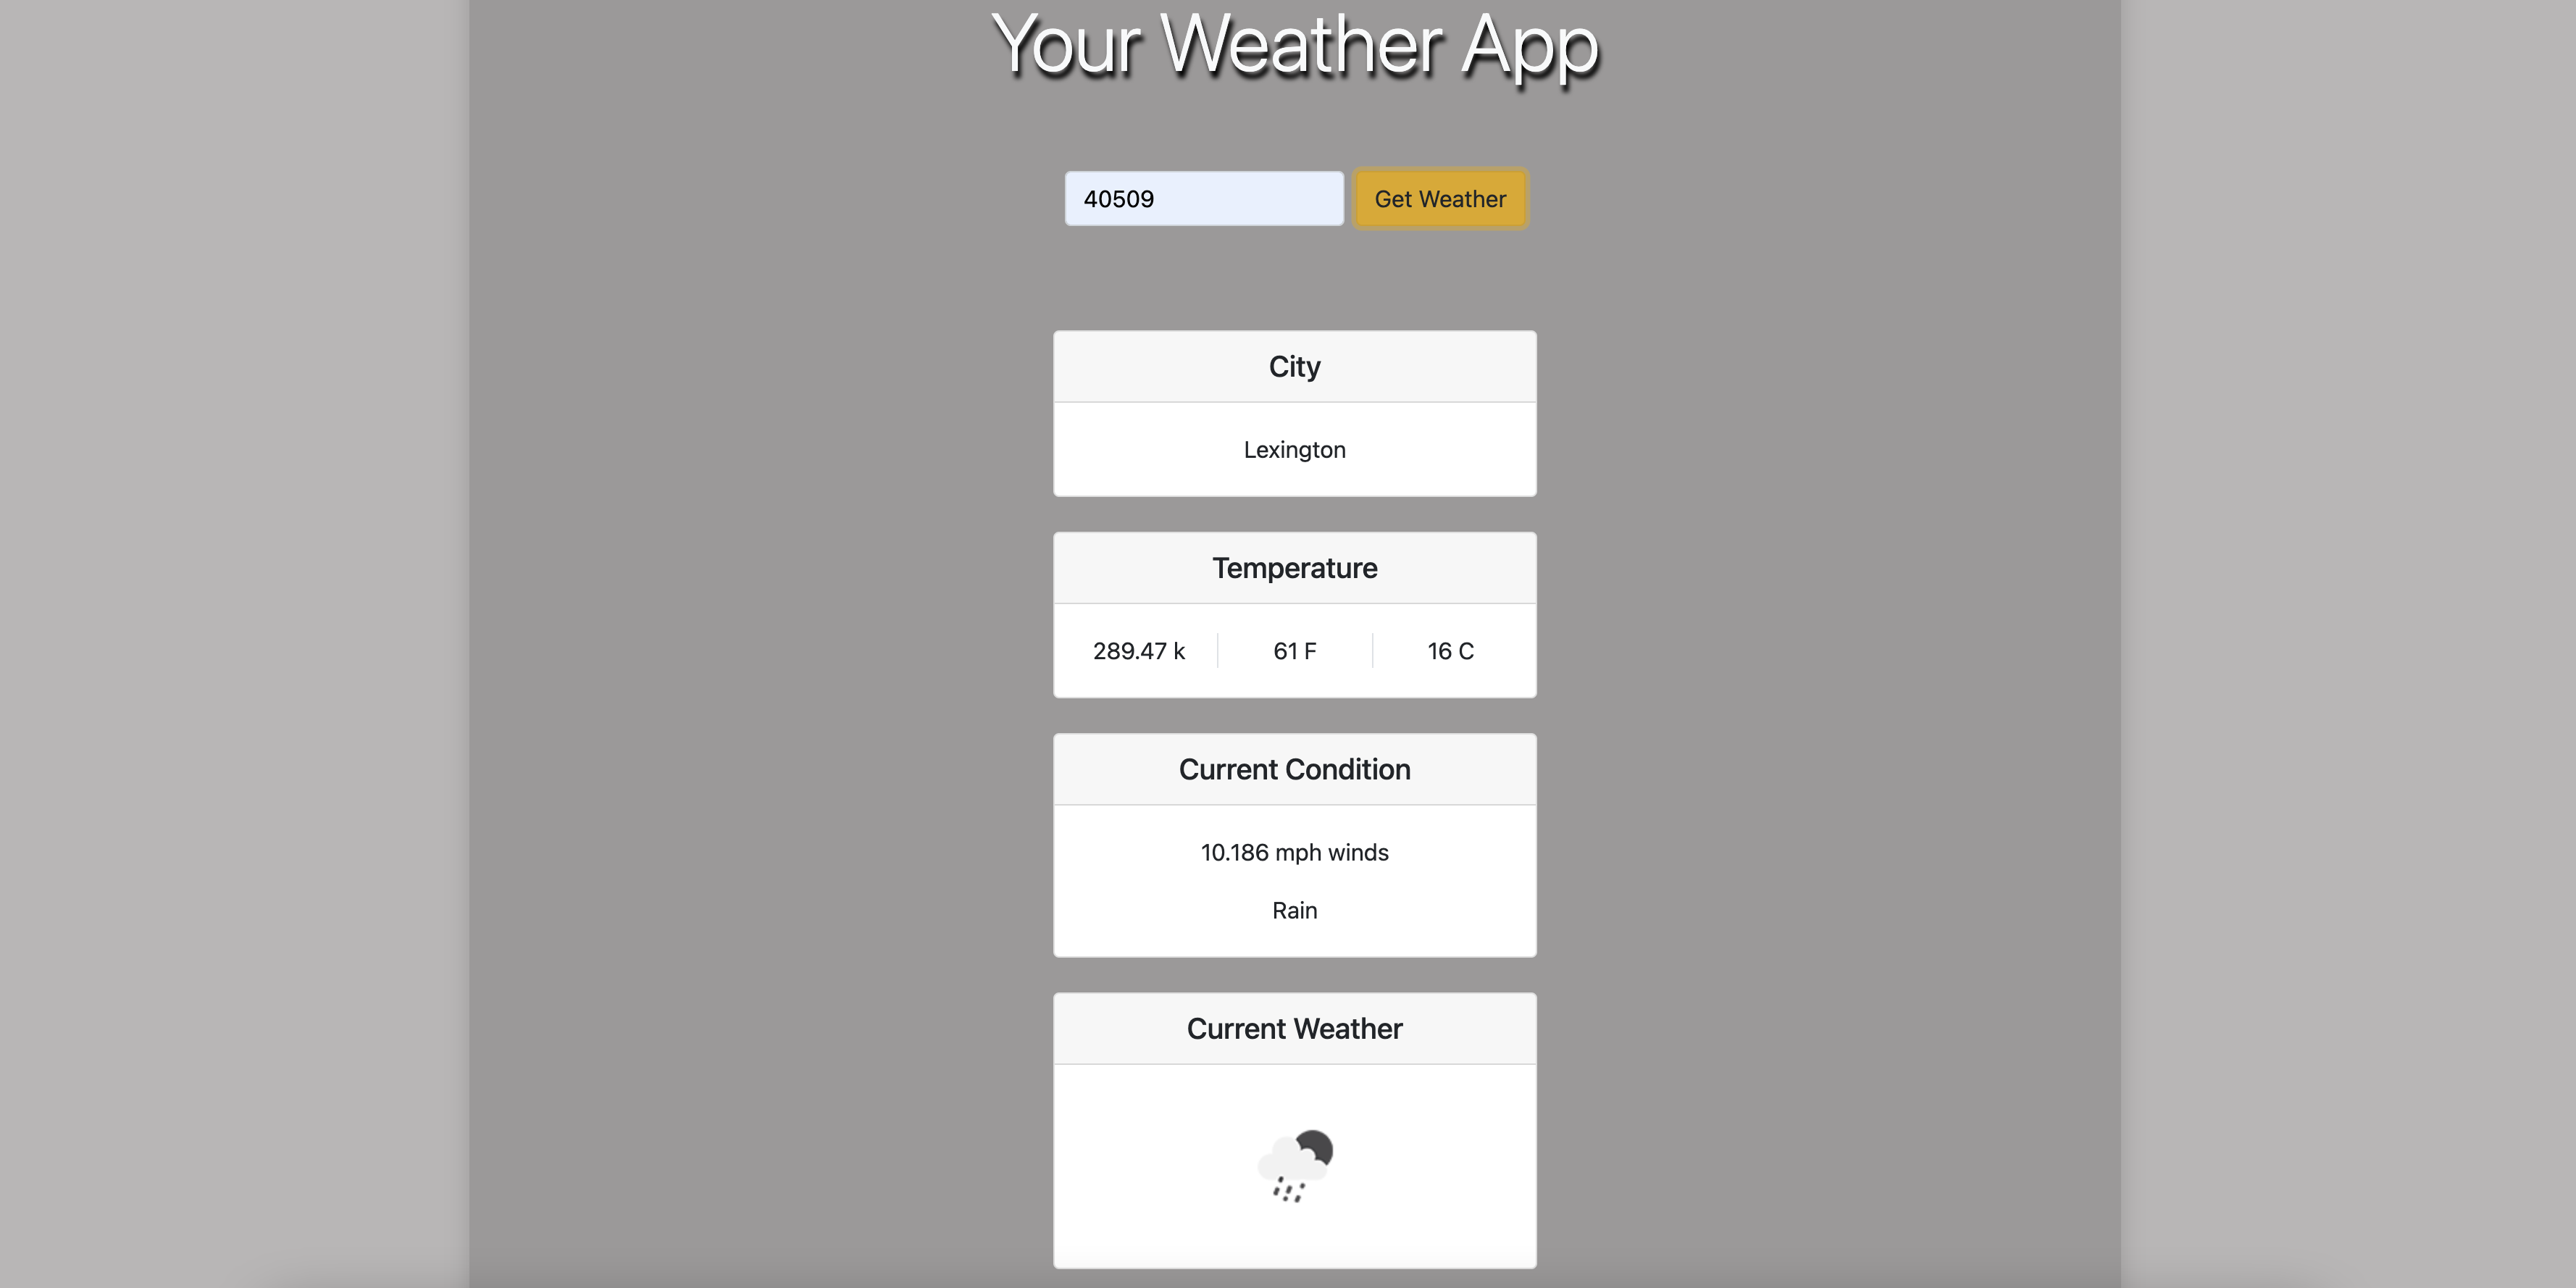 Your Weather App
40509 Get Weather
City
Lexington
Temperature
289.47 k 61 F 16 C
Current Condition
10.186 mph winds
Rain
Current Weather